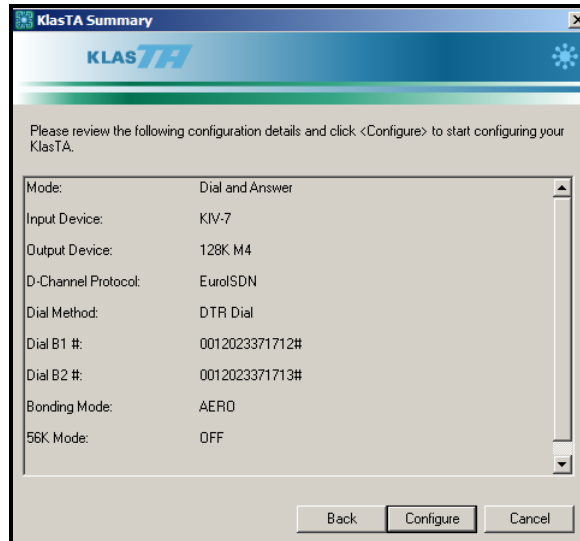 KlasTA Summary
KLAS TA
Please review the following configuration details and click <Configure> to start configuring your
KlasTA.
Mode: Dial and Answer
Input Device: KIV-7
Output Device: 128K M4
D-Channel Protocol: EuroISDN
Dial Method: DTR Dial
Dial B1 #: 0012023371712#
Dial B2 #: 0012023371713#
Bonding Mode: AERO
56K Mode: OFF
Back Configure Cancel